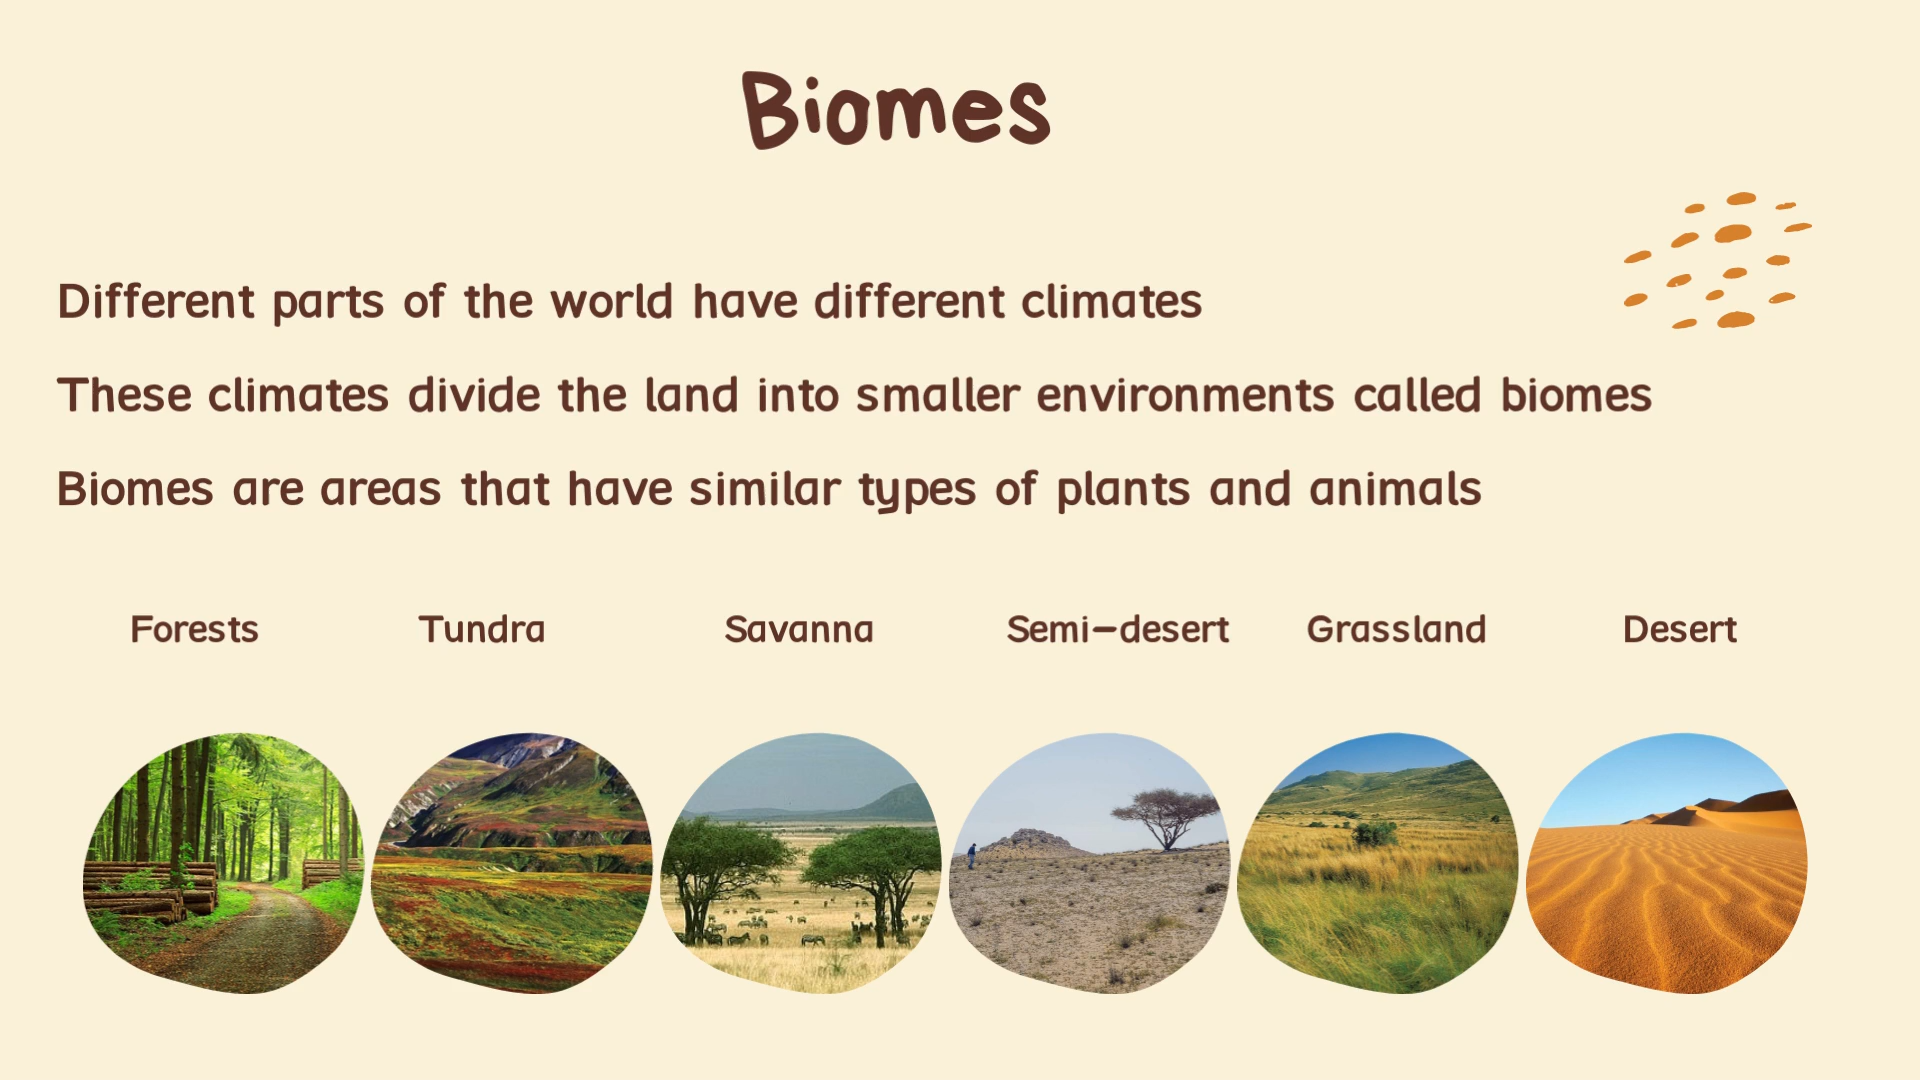 Biomes
Different parts of the world have different climates
These climates divide the land into smaller environments called biomes
Biomes are areas that have similar types of plants and animals
Forests Tundra Savanna Semi-desert Grassland Desert